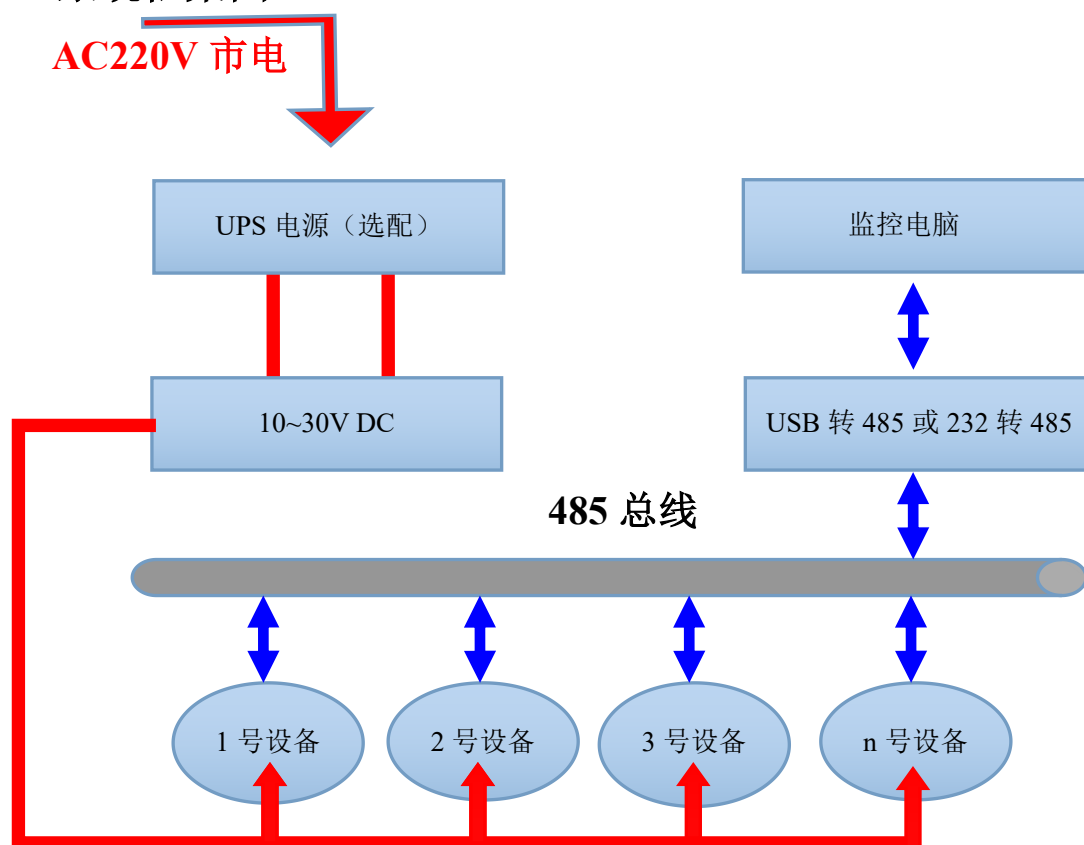 AC220V 市电
UPS 电源（选配）
监控电脑
10~30V DC
USB 转 485 或 232 转 485
485 总线
1 号设备
2 号设备
3 号设备
n 号设备